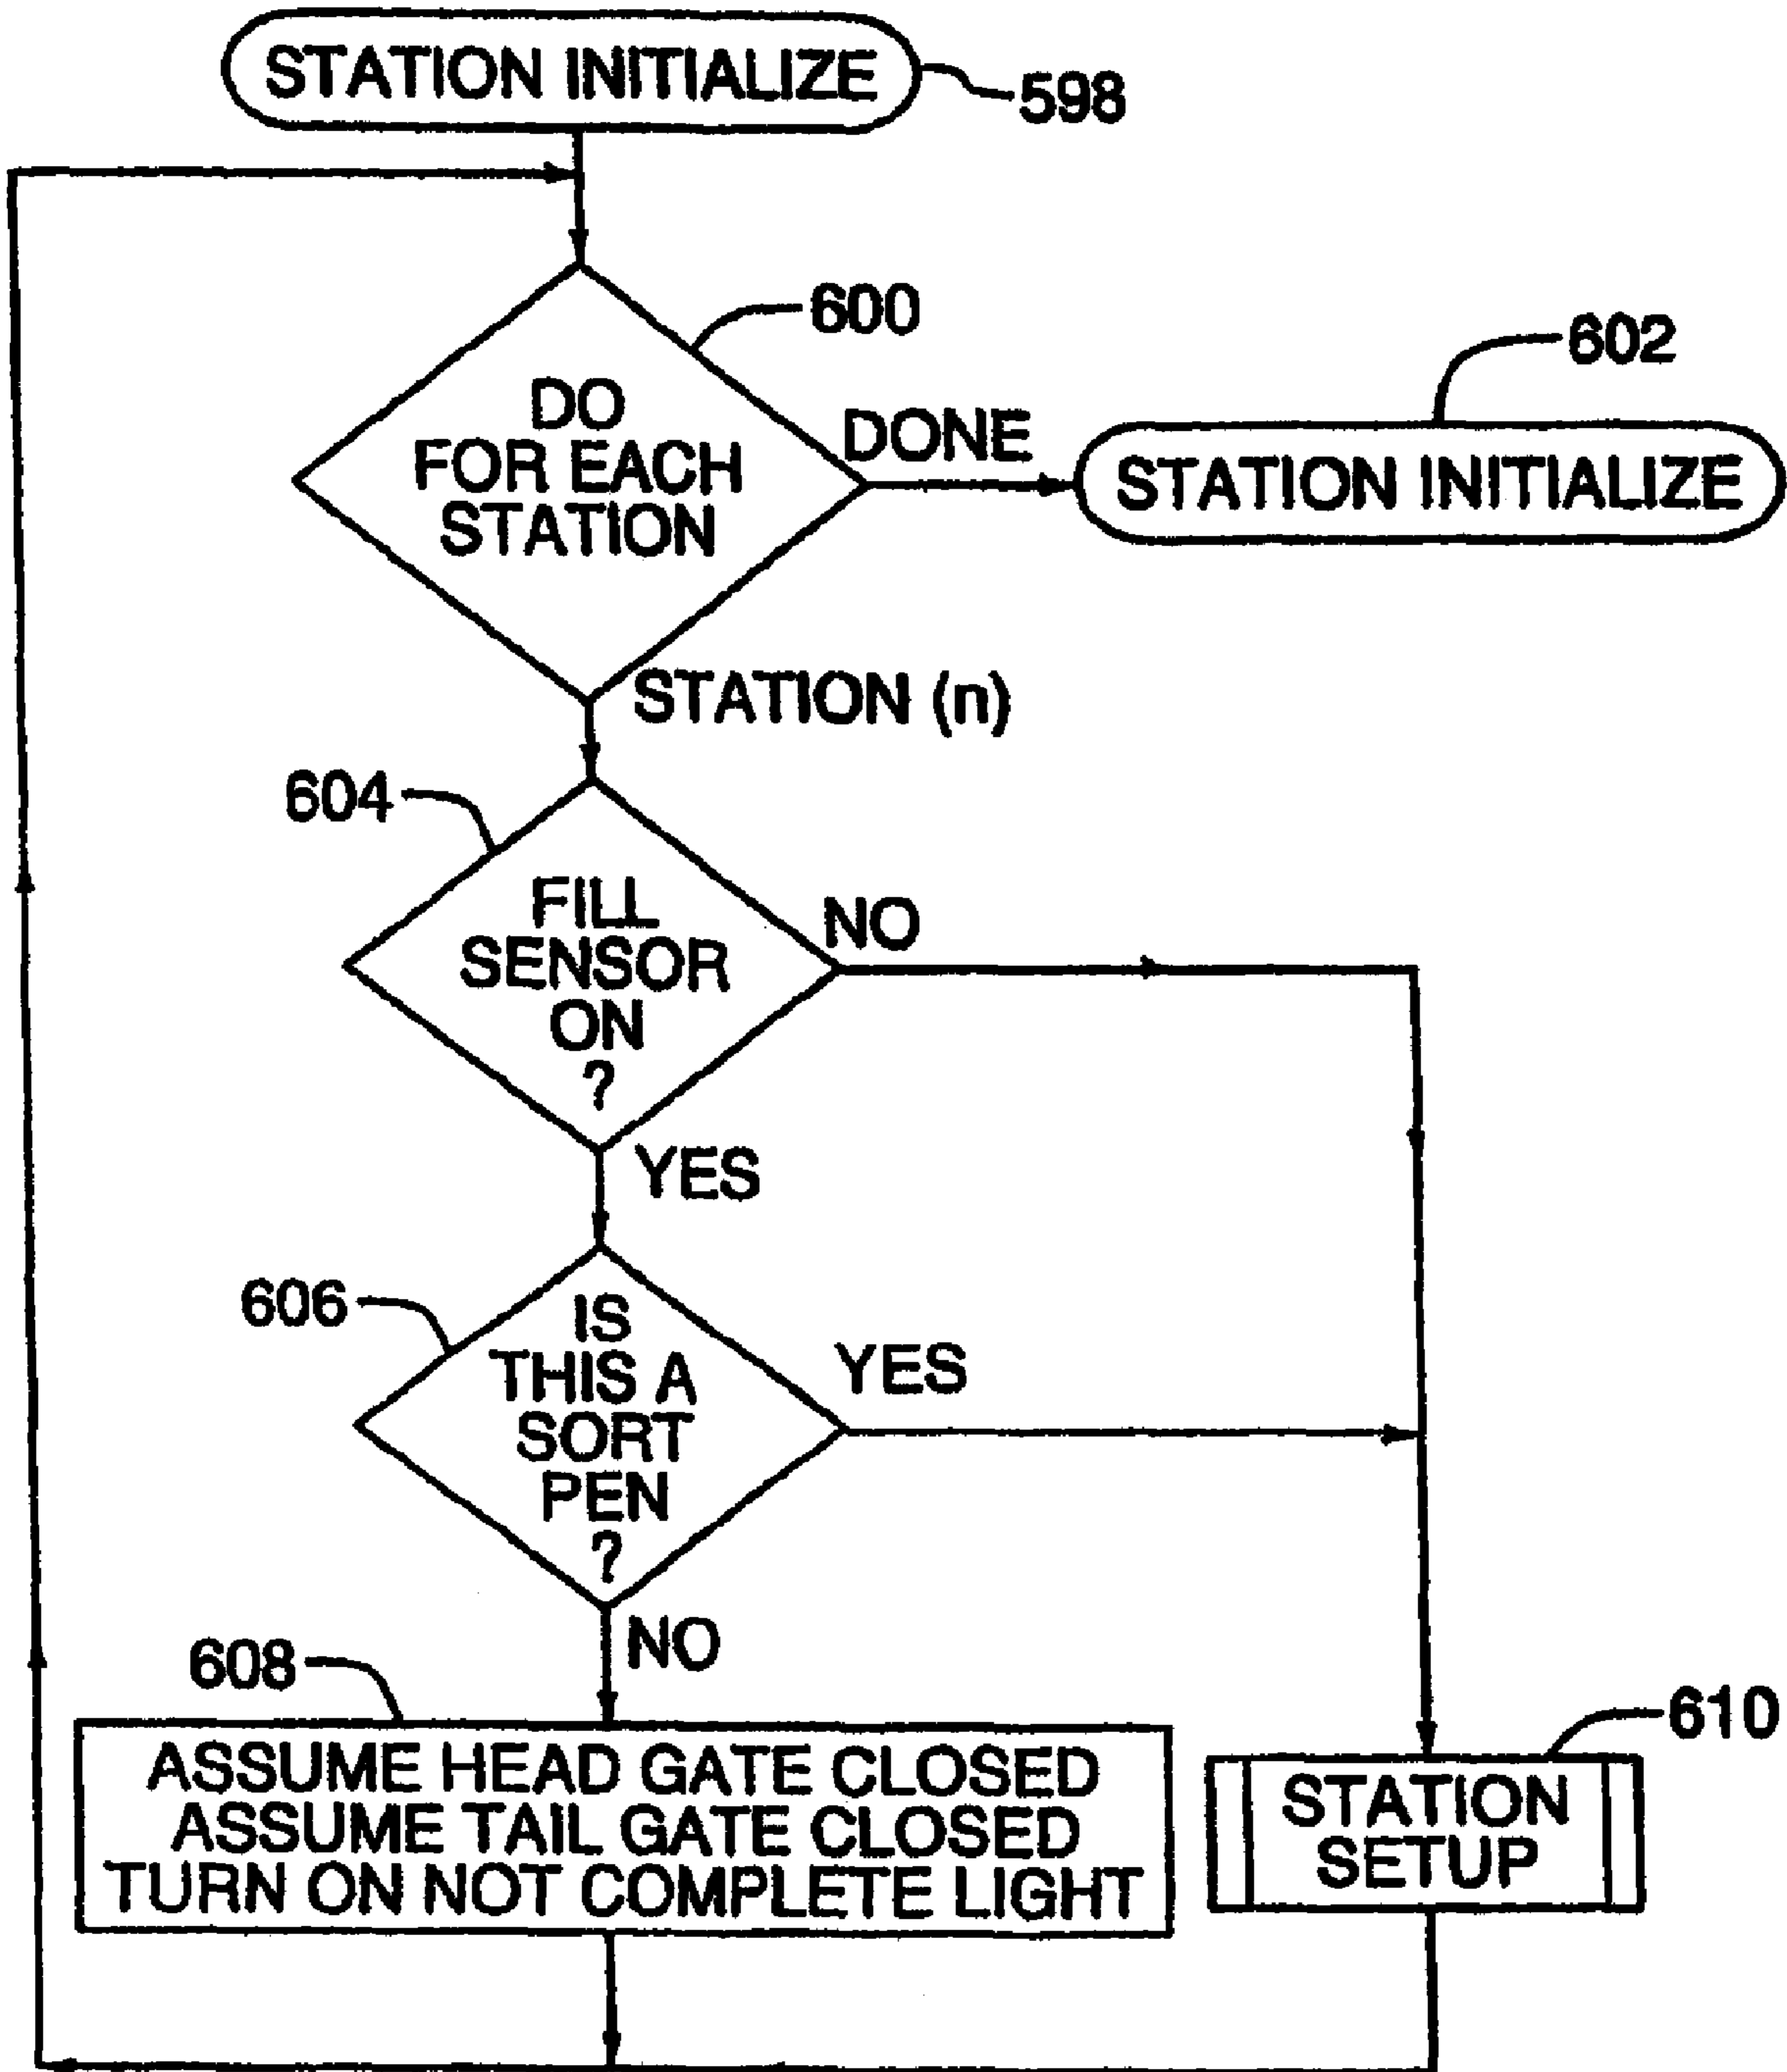 STATION INITIALIZE
598
600
DO
FOR EACH
STATION
DONE
602
STATION INITIALIZE
STATION (n)
604
FILL
SENSOR
ON
?
NO
YES
606
IS
THIS A
SORT
PEN
?
YES
NO
608
ASSUME HEAD GATE CLOSED
ASSUME TAIL GATE CLOSED
TURN ON NOT COMPLETE LIGHT
610
STATION
SETUP